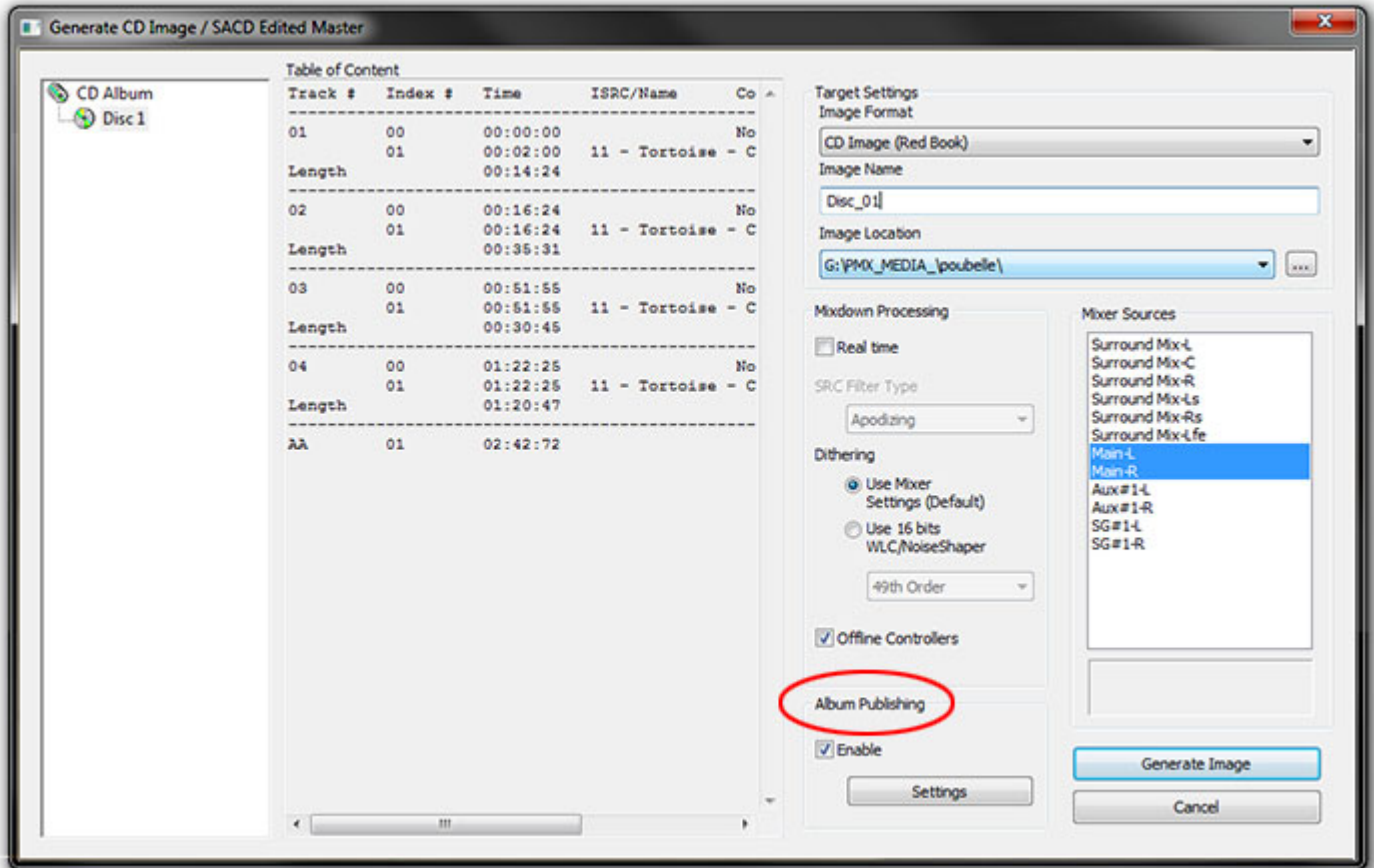 Generate CD Image / SACD Edited Master
CD Album
Disc 1
Table of Content
Track # Index # Time ISRC/Name Co
01 00 00:00:00 No
01 00:02:00 11 - Tortoise - C
Length 00:14:24
02 00 00:16:24 No
01 00:16:24 11 - Tortoise - C
Length 00:35:31
03 00 00:51:55 No
01 00:51:55 11 - Tortoise - C
Length 00:30:45
04 00 01:22:25 No
01 01:22:25 11 - Tortoise - C
Length 01:20:47
AA 01 02:42:72
Target Settings
Image Format
CD Image (Red Book)
Image Name
Disc_01
Image Location
G:\PMX_MEDIA_\poubelle\
...
Mixdown Processing
Real time
SRC Filter Type
Apodizing
Dithering
Use Mixer
Settings (Default)
Use 16 bits
WLC/NoiseShaper
49th Order
Offline Controllers
Album Publishing
Enable
Settings
Mixer Sources
Surround Mix-L
Surround Mix-C
Surround Mix-R
Surround Mix-Ls
Surround Mix-Rs
Surround Mix-Lfe
Main-L
Main-R
Aux#1-L
Aux#1-R
SG#1-L
SG#1-R
Generate Image
Cancel